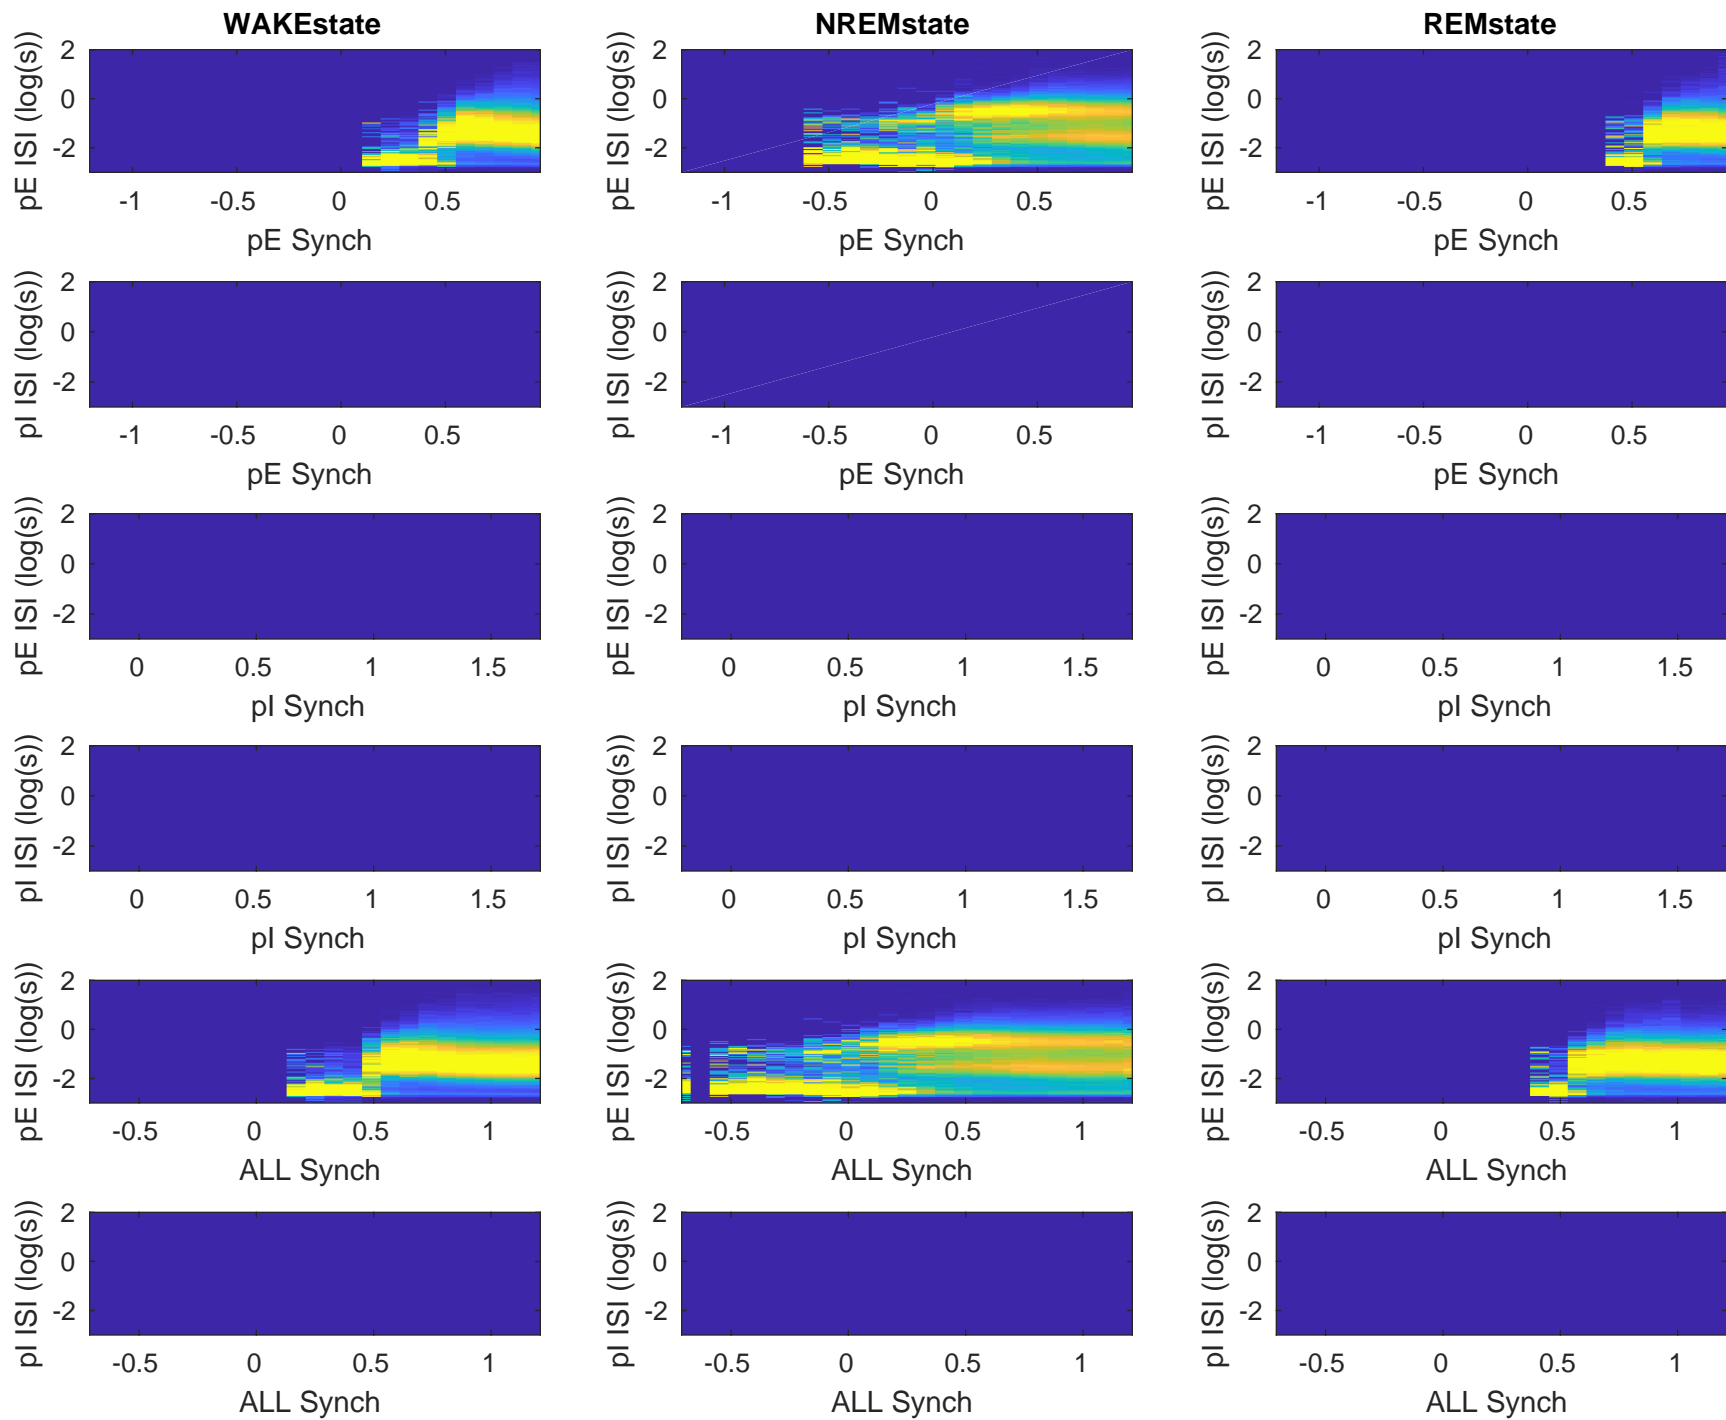 WAKEstate NREMstate REMstate
pE ISI (log(s)) 2 0 -2 pE ISI (log(s)) 2 0 -2 pE ISI (log(s)) 2 0 -2
-1 -0.5 0 0.5 -1 -0.5 0 0.5 -1 -0.5 0 0.5
pE Synch pE Synch pE Synch
pI ISI (log(s)) 2 0 -2 pI ISI (log(s)) 2 0 -2 pI ISI (log(s)) 2 0 -2
-1 -0.5 0 0.5 -1 -0.5 0 0.5 -1 -0.5 0 0.5
pE Synch pE Synch pE Synch
pE ISI (log(s)) 2 0 -2 pE ISI (log(s)) 2 0 -2 pE ISI (log(s)) 2 0 -2
0 0.5 1 1.5 0 0.5 1 1.5 0 0.5 1 1.5
pI Synch pI Synch pI Synch
pI ISI (log(s)) 2 0 -2 pI ISI (log(s)) 2 0 -2 pI ISI (log(s)) 2 0 -2
0 0.5 1 1.5 0 0.5 1 1.5 0 0.5 1 1.5
pI Synch pI Synch pI Synch
pE ISI (log(s)) 2 0 -2 pE ISI (log(s)) 2 0 -2 pE ISI (log(s)) 2 0 -2
-0.5 0 0.5 1 -0.5 0 0.5 1 -0.5 0 0.5 1
ALL Synch ALL Synch ALL Synch
pI ISI (log(s)) 2 0 -2 pI ISI (log(s)) 2 0 -2 pI ISI (log(s)) 2 0 -2
-0.5 0 0.5 1 -0.5 0 0.5 1 -0.5 0 0.5 1
ALL Synch ALL Synch ALL Synch